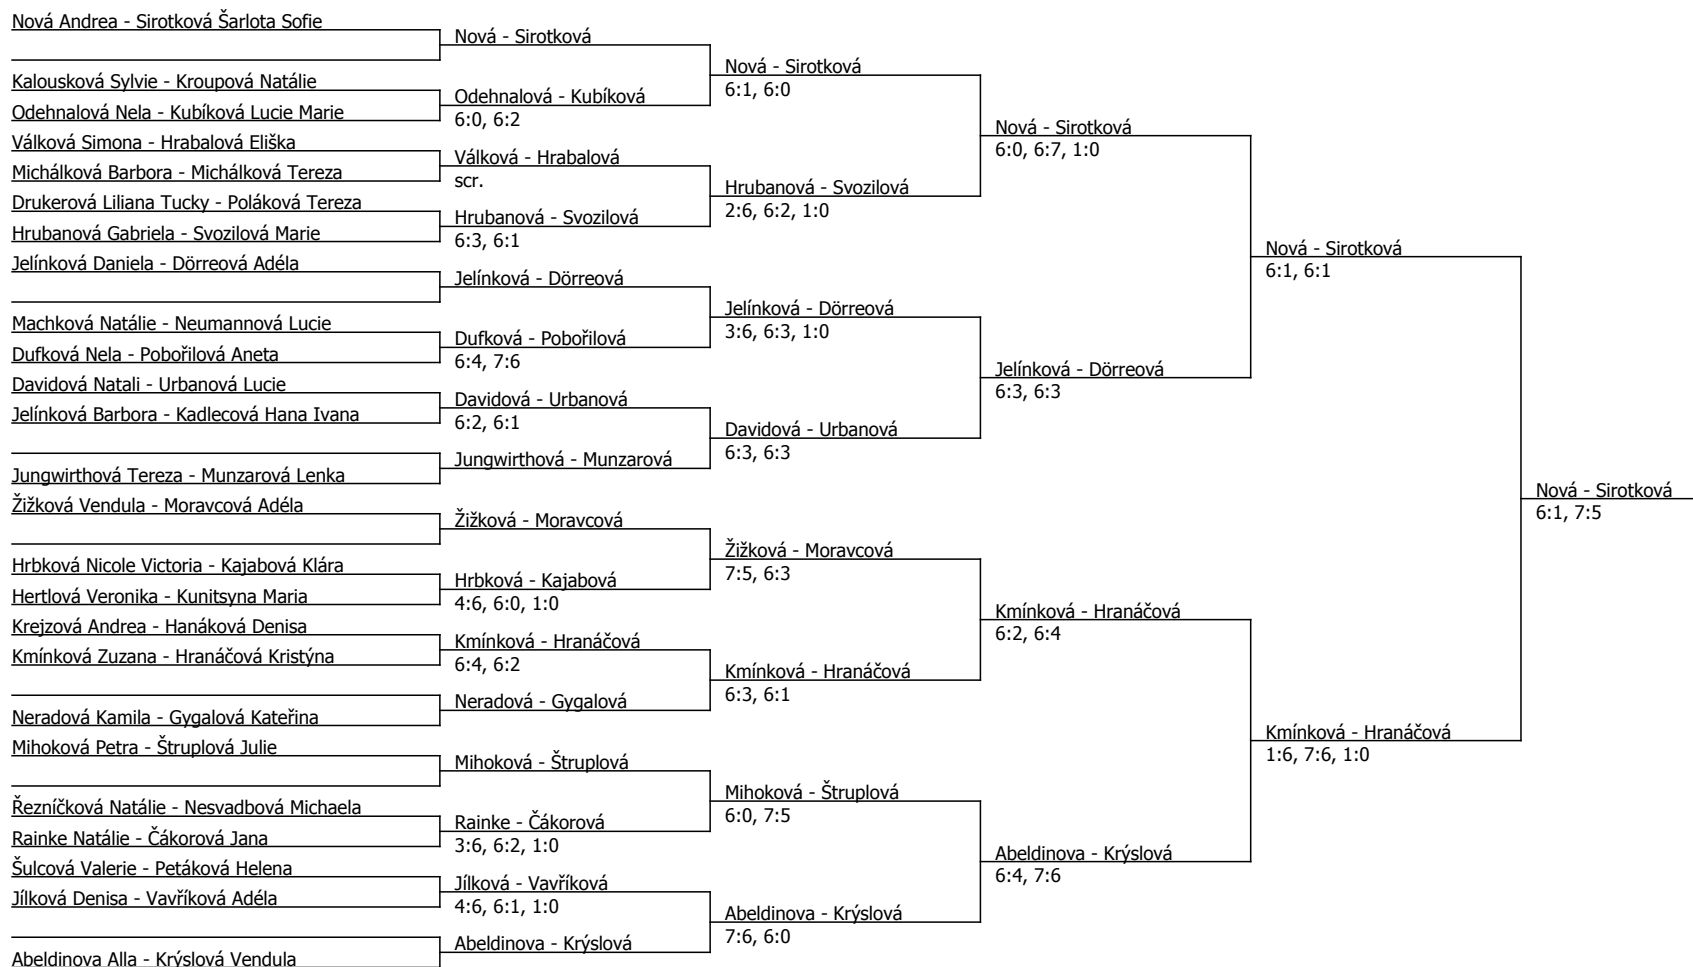 Nová Andrea - Sirotková Šarlota Sofie
Kalousková Sylvie - Kroupová Natálie
Odehnalová Nela - Kubíková Lucie Marie
Válková Simona - Hrabalová Eliška
Michálková Barbora - Michálková Tereza
Drukerová Liliana Tucky - Poláková Tereza
Hrubanová Gabriela - Svozilová Marie
Jelínková Daniela - Dörreová Adéla
Machková Natálie - Neumannová Lucie
Dufková Nela - Pobořilová Aneta
Davidová Natali - Urbanová Lucie
Jelínková Barbora - Kadlecová Hana Ivana
Jungwirthová Tereza - Munzarová Lenka
Žižková Vendula - Moravcová Adéla
Hrbková Nicole Victoria - Kajabová Klára
Hertlová Veronika - Kunitsyna Maria
Krejzová Andrea - Hanáková Denisa
Kmínková Zuzana - Hranáčová Kristýna
Neradová Kamila - Gygalová Kateřina
Mihoková Petra - Štruplová Julie
Řezníčková Natálie - Nesvadbová Michaela
Rainke Natálie - Čákorová Jana
Šulcová Valerie - Petáková Helena
Jílková Denisa - Vavříková Adéla
Abeldinova Alla - Krýslová Vendula
Nová - Sirotková
Odehnalová - Kubíková
6:0, 6:2
Válková - Hrabalová
scr.
Hrubanová - Svozilová
6:3, 6:1
Jelínková - Dörreová
Dufková - Pobořilová
6:4, 7:6
Davidová - Urbanová
6:2, 6:1
Jungwirthová - Munzarová
Žižková - Moravcová
Hrbková - Kajabová
4:6, 6:0, 1:0
Kmínková - Hranáčová
6:4, 6:2
Neradová - Gygalová
Mihoková - Štruplová
Rainke - Čákorová
3:6, 6:2, 1:0
Jílková - Vavříková
4:6, 6:1, 1:0
Abeldinova - Krýslová
Nová - Sirotková
6:1, 6:0
Hrubanová - Svozilová
2:6, 6:2, 1:0
Jelínková - Dörreová
3:6, 6:3, 1:0
Davidová - Urbanová
6:3, 6:3
Žižková - Moravcová
7:5, 6:3
Kmínková - Hranáčová
6:3, 6:1
Mihoková - Štruplová
6:0, 7:5
Abeldinova - Krýslová
7:6, 6:0
Nová - Sirotková
6:0, 6:7, 1:0
Jelínková - Dörreová
6:3, 6:3
Kmínková - Hranáčová
6:2, 6:4
Abeldinova - Krýslová
6:4, 7:6
Nová - Sirotková
6:1, 6:1
Kmínková - Hranáčová
1:6, 7:6, 1:0
Nová - Sirotková
6:1, 7:5